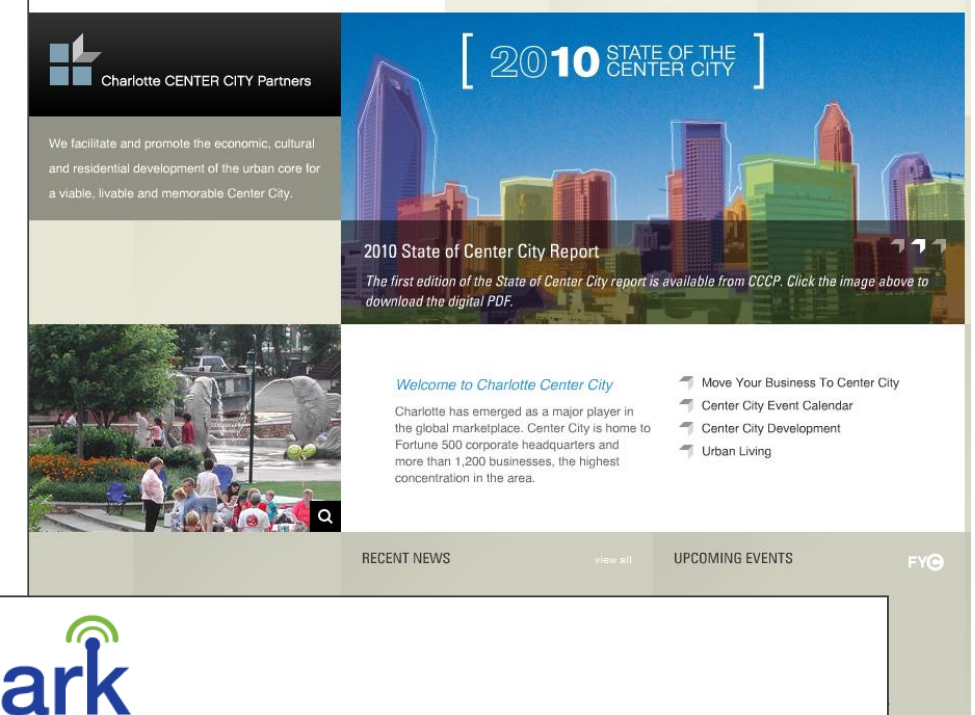 Charlotte CENTER CITY Partners
We facilitate and promote the economic, cultural
and residential development of the urban core for
a viable, livable and memorable Center City.
[ 2010 STATE OF THE
CENTER CITY ]
2010 State of Center City Report
The first edition of the State of Center City report is available from CCCP. Click the image above to
download the digital PDF.
Welcome to Charlotte Center City
Charlotte has emerged as a major player in
the global marketplace. Center City is home to
Fortune 500 corporate headquarters and
more than 1,200 businesses, the highest
concentration in the area.
Move Your Business To Center City
Center City Event Calendar
Center City Development
Urban Living
RECENT NEWS
view all
UPCOMING EVENTS
FYC
ark